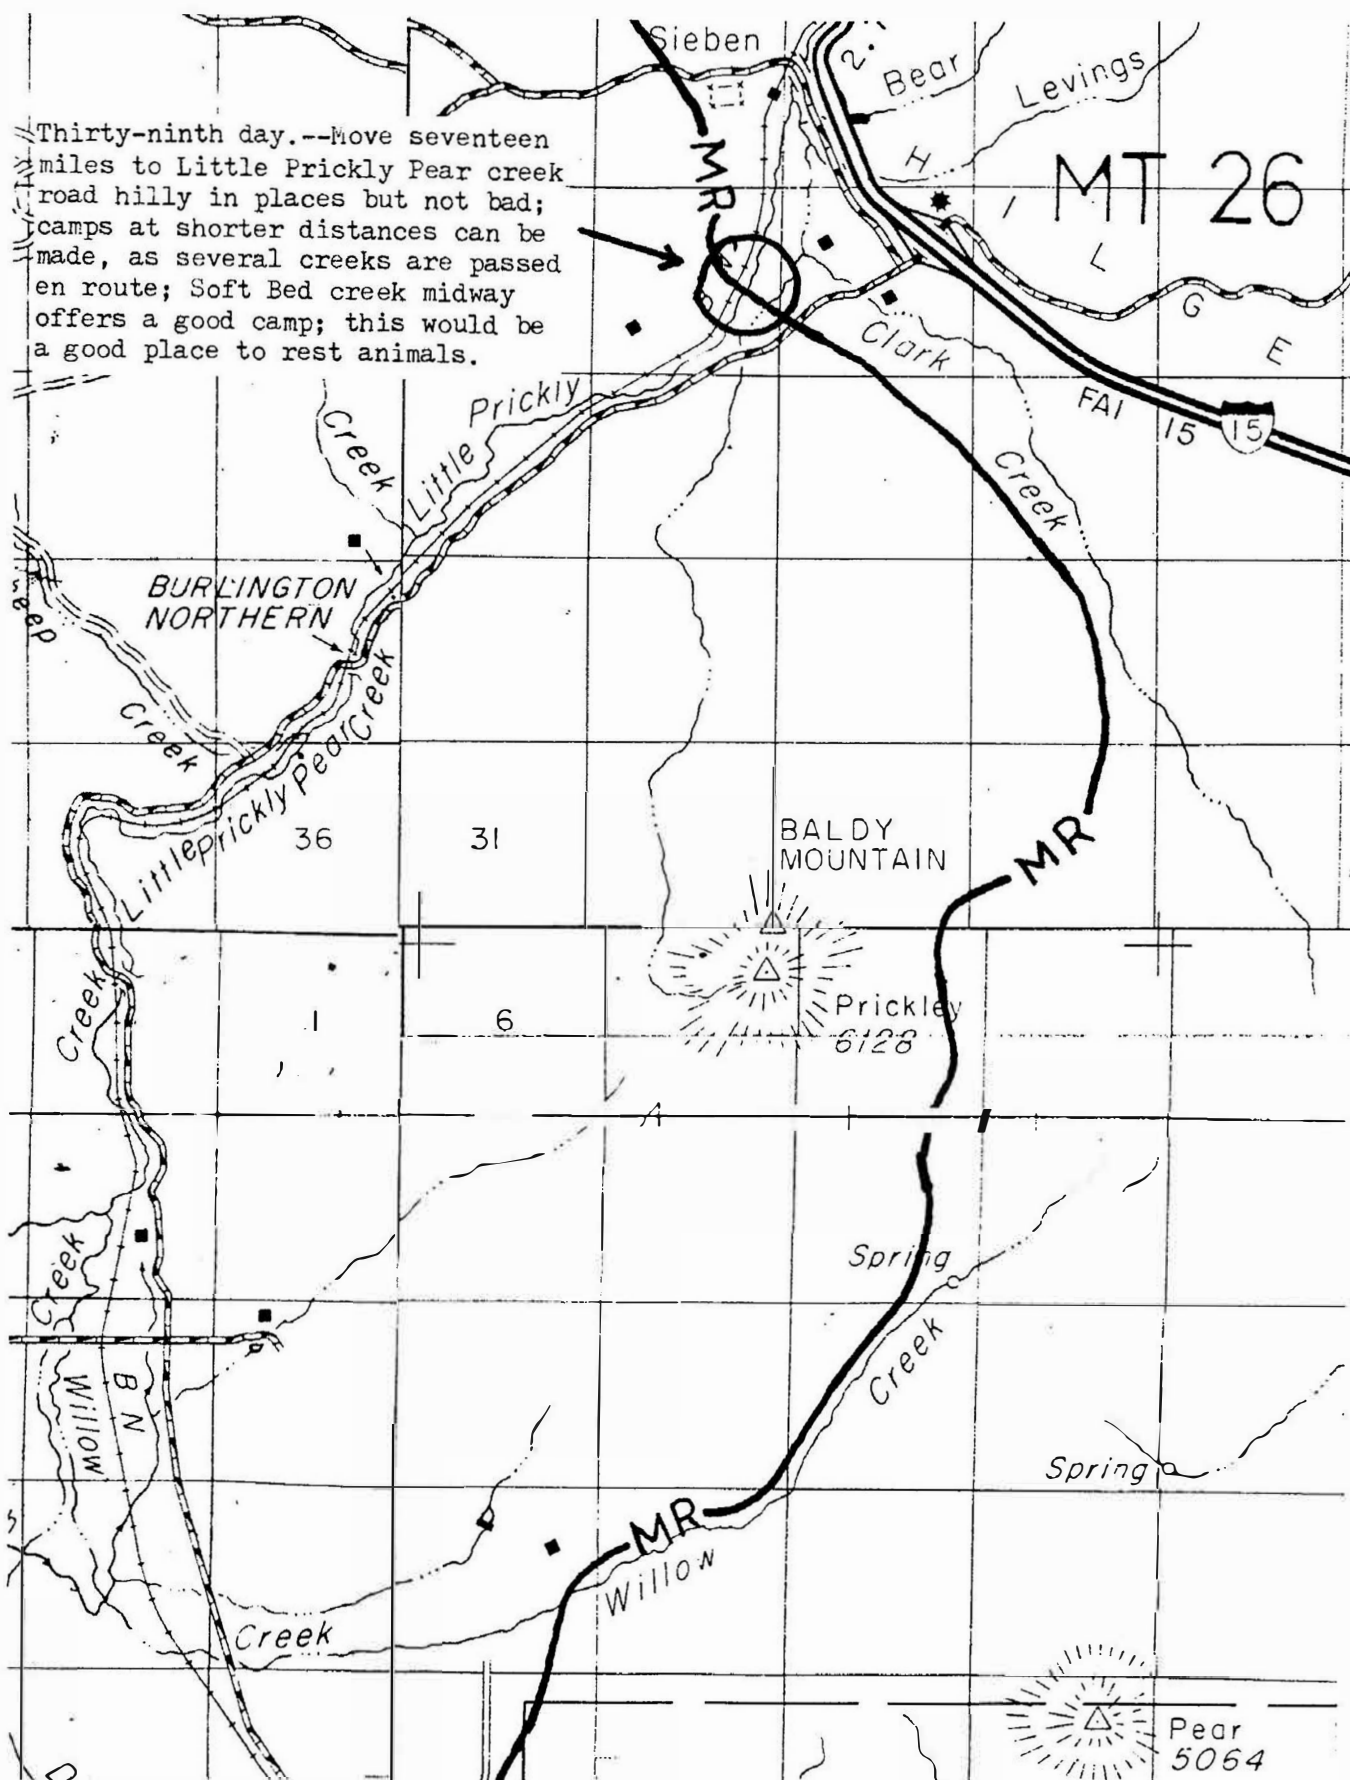 Sieben
2.
Bear
Levings
MT 26
Thirty-ninth day.--Move seventeen
miles to Little Prickly Pear creek
road hilly in places but not bad;
camps at shorter distances can be
made, as several creeks are passed
en route; Soft Bed creek midway
offers a good camp; this would be
a good place to rest animals.
MR
H I L G E
Clark
Creek
FAI 15
15
Little Prickly
Creek
BURLINGTON
NORTHERN
Creek
Little Prickly Pear Creek
36
31
BALDY
MOUNTAIN
MR
Creek
1
6
Prickley
6128
Spring
Creek
Creek
BN
Willow
Spring
MR
Willow
Creek
Pear
5064